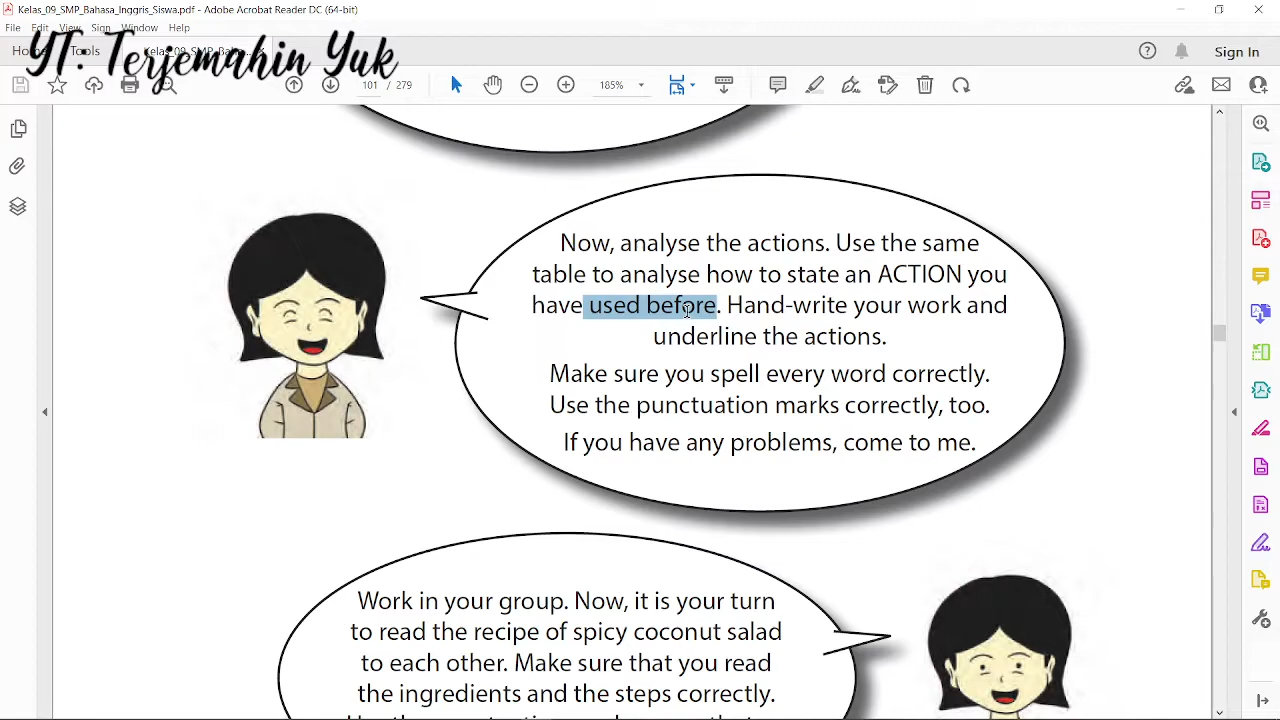 Kelas_09_SMP_Bahasa_Inggris_Siswa.pdf - Adobe Acrobat Reader DC (64-bit)
File Edit View Sign Window Help
YT: Terjemahin Yuk
Home Tools
Sign In
101 / 279
185%
Now, analyse the actions. Use the same
table to analyse how to state an ACTION you
have used before. Hand-write your work and
underline the actions.
Make sure you spell every word correctly.
Use the punctuation marks correctly, too.
If you have any problems, come to me.
Work in your group. Now, it is your turn
to read the recipe of spicy coconut salad
to each other. Make sure that you read
the ingredients and the steps correctly.